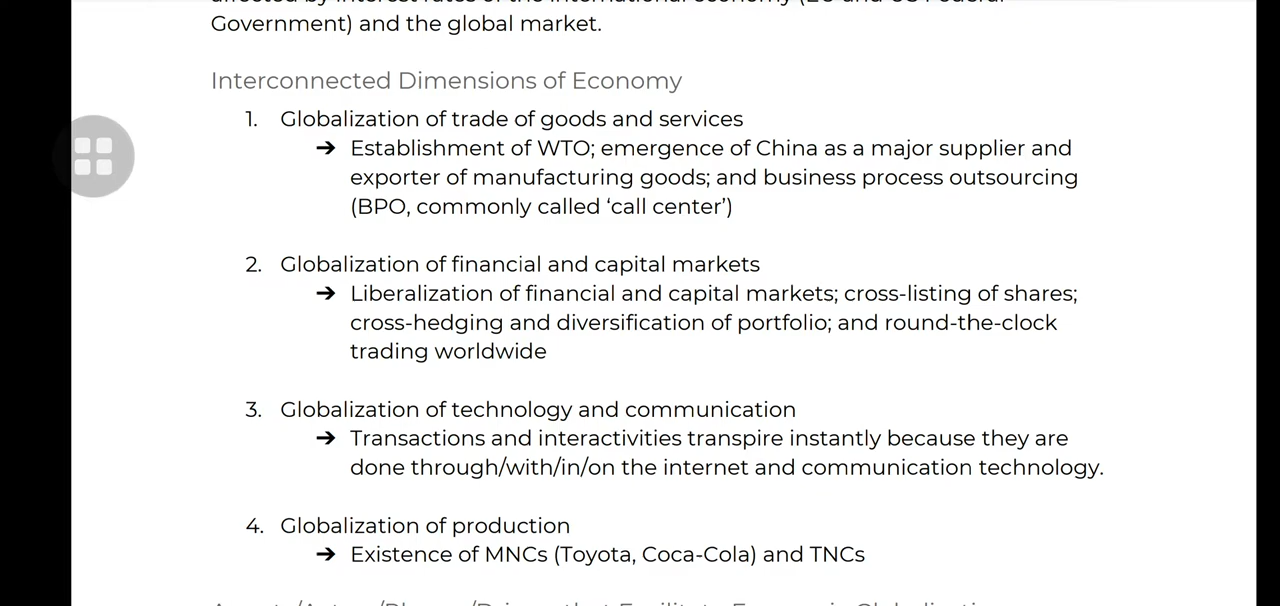 Government) and the global market.
Interconnected Dimensions of Economy
1. Globalization of trade of goods and services
➔ Establishment of WTO; emergence of China as a major supplier and
exporter of manufacturing goods; and business process outsourcing
(BPO, commonly called ‘call center’)
2. Globalization of financial and capital markets
➔ Liberalization of financial and capital markets; cross-listing of shares;
cross-hedging and diversification of portfolio; and round-the-clock
trading worldwide
3. Globalization of technology and communication
➔ Transactions and interactivities transpire instantly because they are
done through/with/in/on the internet and communication technology.
4. Globalization of production
➔ Existence of MNCs (Toyota, Coca-Cola) and TNCs